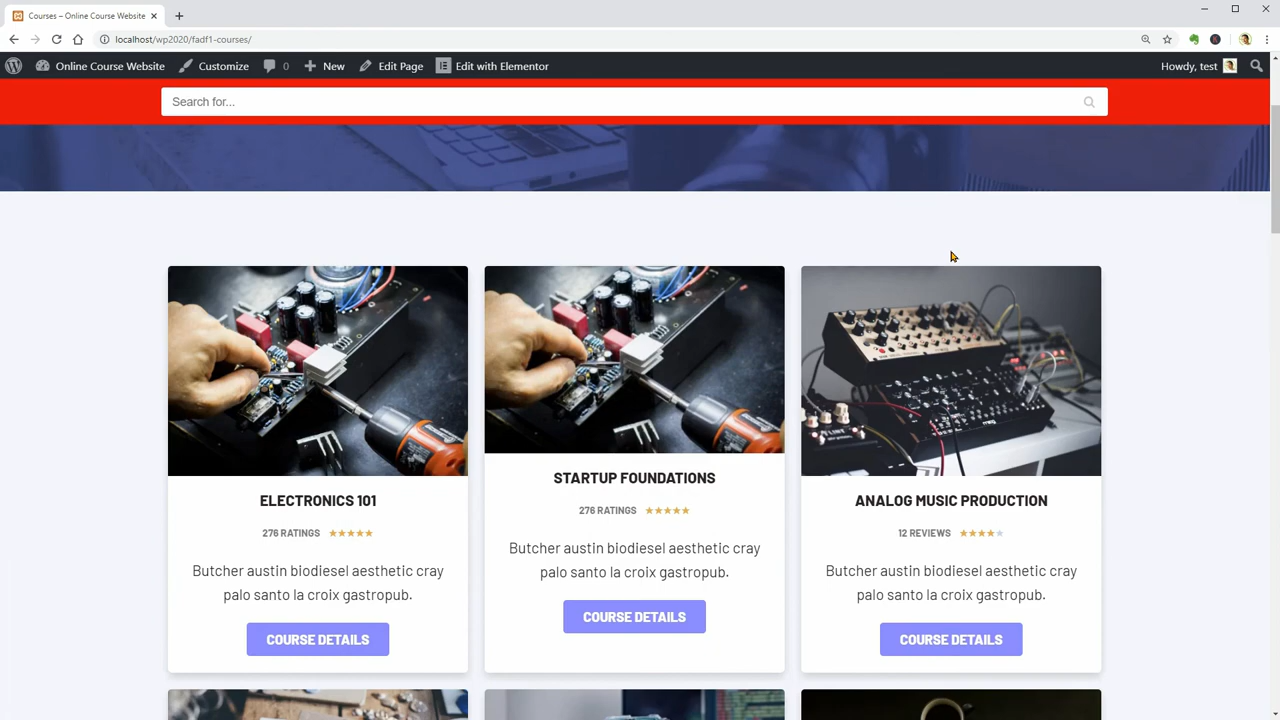 Courses – Online Course Website
localhost/wp2020/fadf1-courses/
Online Course Website
Customize
0
New
Edit Page
Edit with Elementor
Howdy, test
Search for...
ELECTRONICS 101
276 RATINGS
Butcher austin biodiesel aesthetic cray
palo santo la croix gastropub.
COURSE DETAILS
STARTUP FOUNDATIONS
276 RATINGS
Butcher austin biodiesel aesthetic cray
palo santo la croix gastropub.
COURSE DETAILS
ANALOG MUSIC PRODUCTION
12 REVIEWS
Butcher austin biodiesel aesthetic cray
palo santo la croix gastropub.
COURSE DETAILS